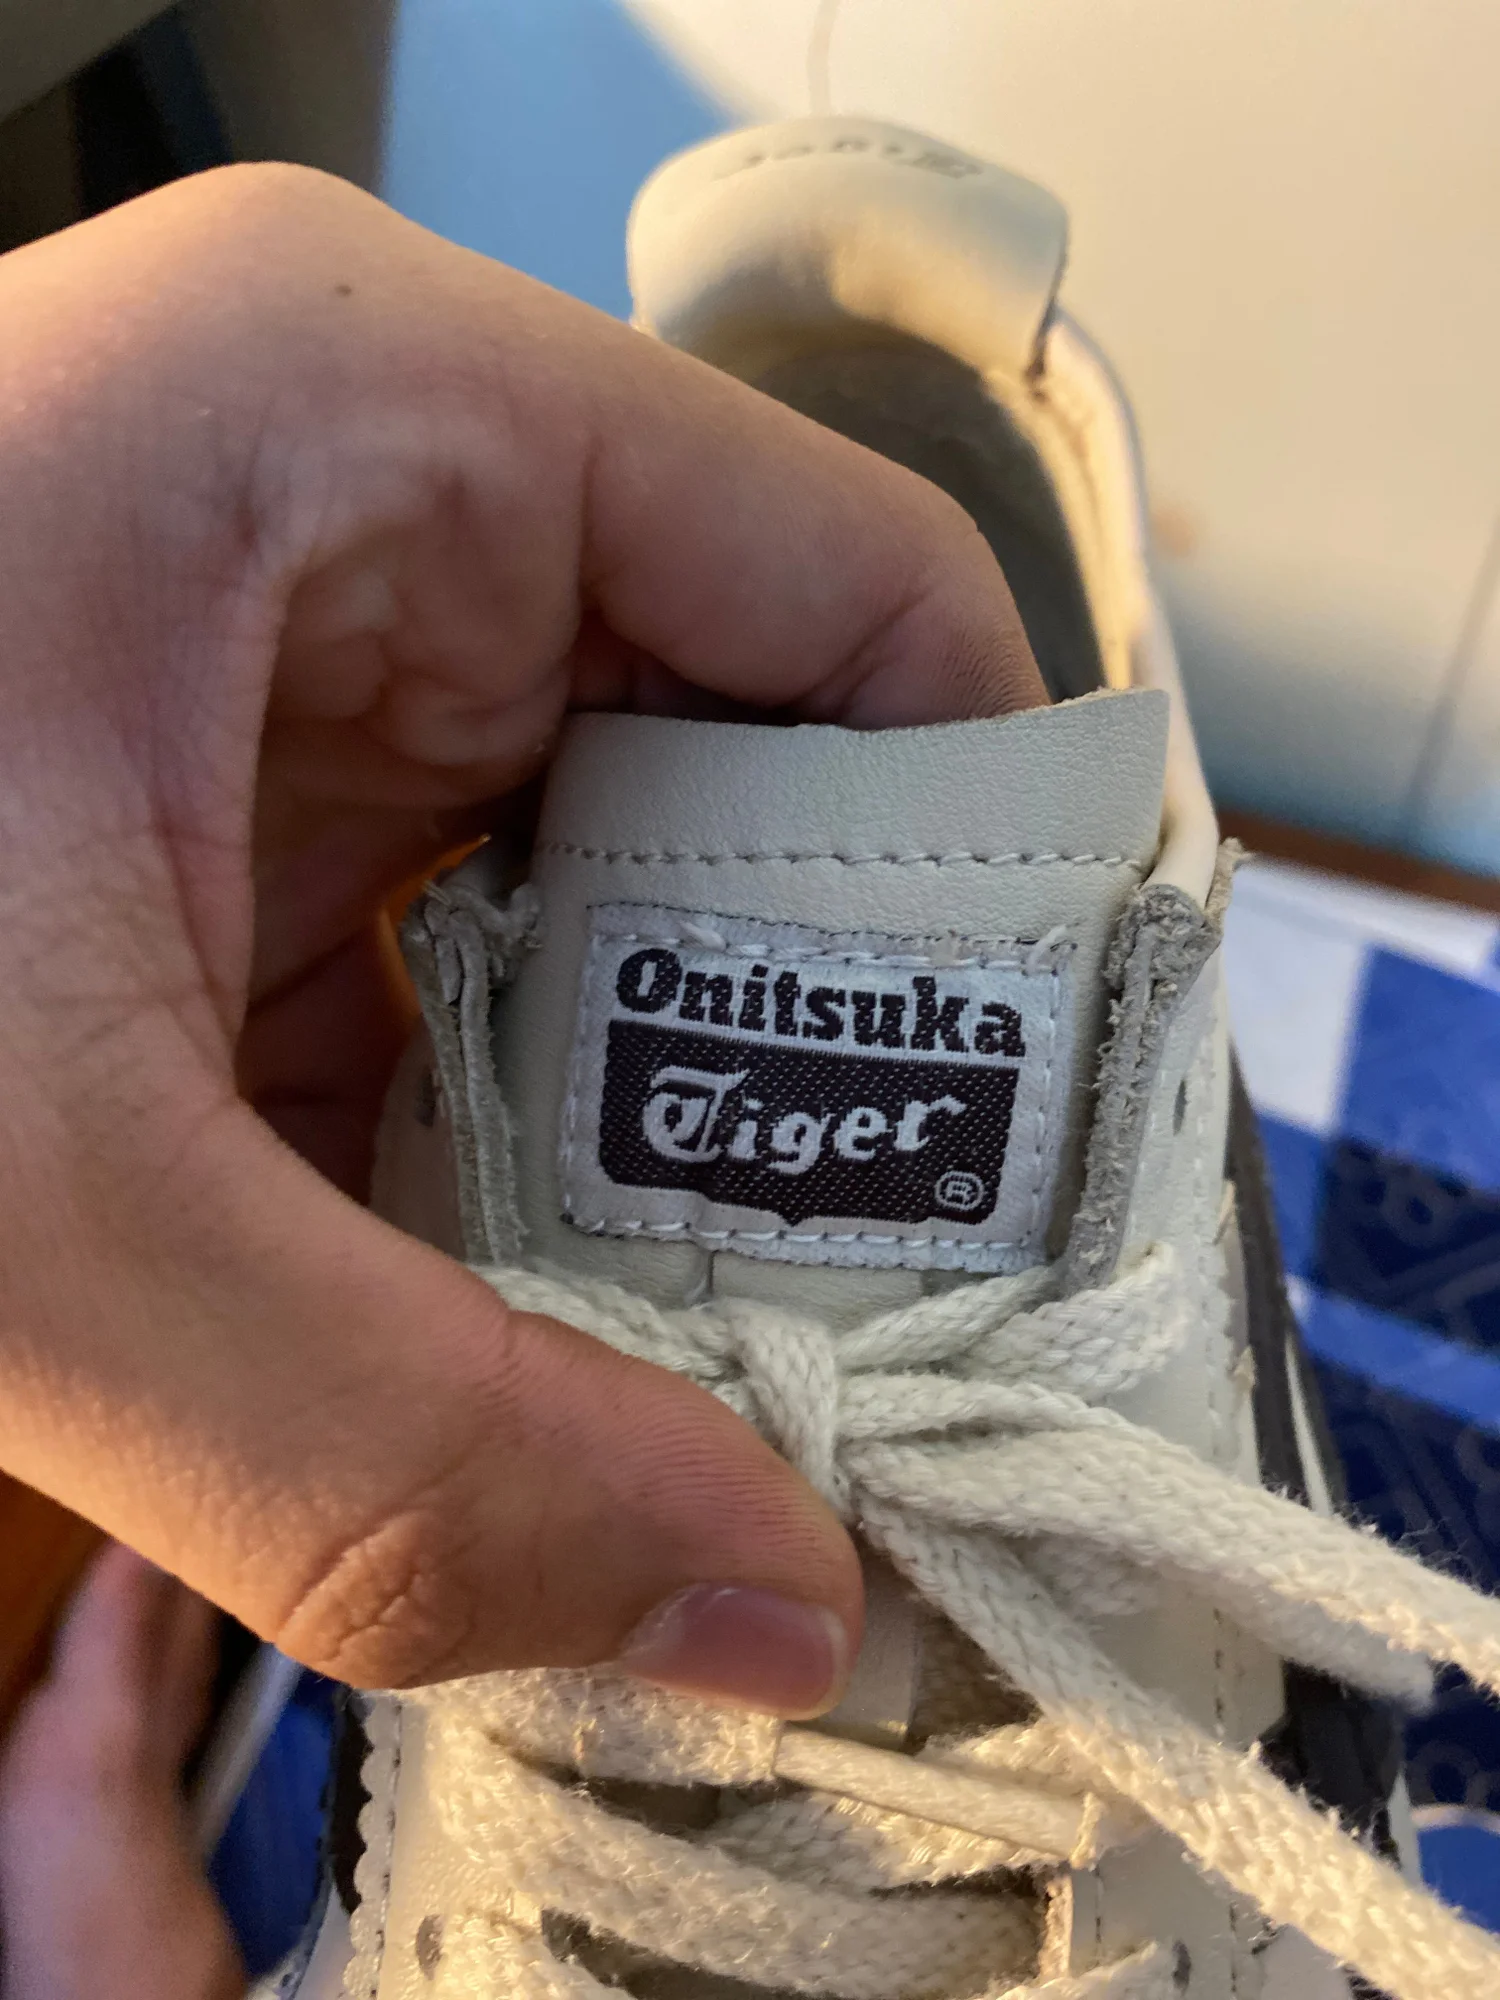 Onitsuka
Tiger
®